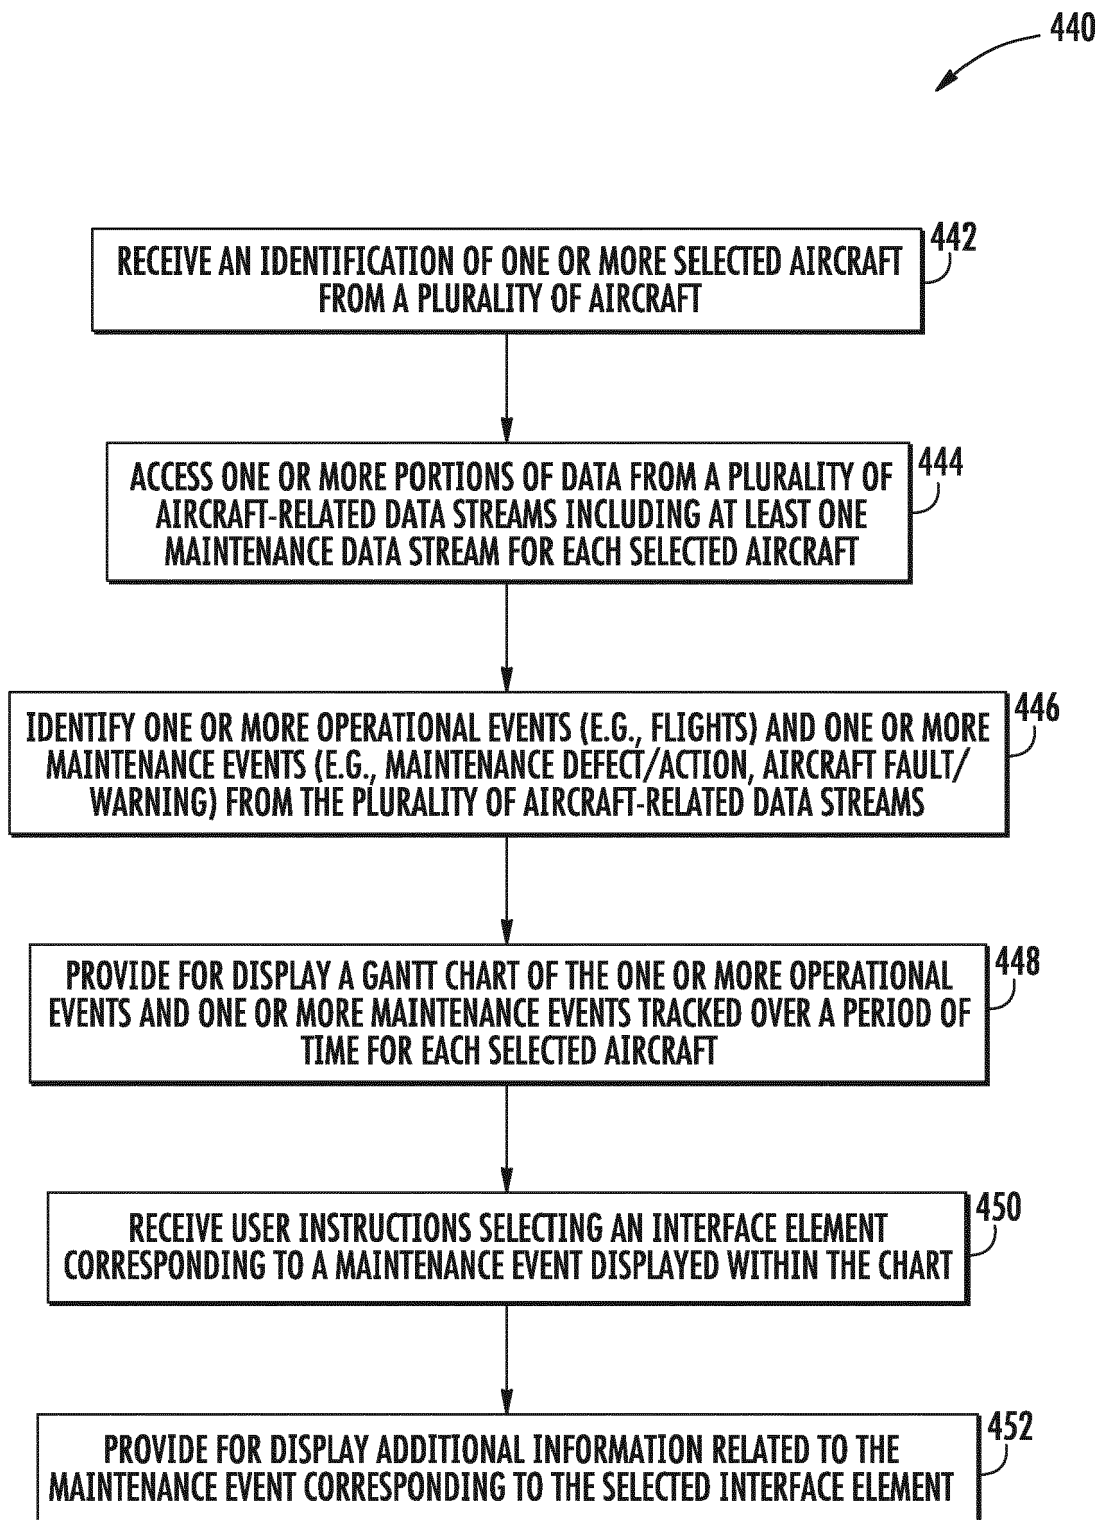 440
442
RECEIVE AN IDENTIFICATION OF ONE OR MORE SELECTED AIRCRAFT
FROM A PLURALITY OF AIRCRAFT
444
ACCESS ONE OR MORE PORTIONS OF DATA FROM A PLURALITY OF
AIRCRAFT-RELATED DATA STREAMS INCLUDING AT LEAST ONE
MAINTENANCE DATA STREAM FOR EACH SELECTED AIRCRAFT
446
IDENTIFY ONE OR MORE OPERATIONAL EVENTS (E.G., FLIGHTS) AND ONE OR MORE
MAINTENANCE EVENTS (E.G., MAINTENANCE DEFECT/ACTION, AIRCRAFT FAULT/
WARNING) FROM THE PLURALITY OF AIRCRAFT-RELATED DATA STREAMS
448
PROVIDE FOR DISPLAY A GANTT CHART OF THE ONE OR MORE OPERATIONAL
EVENTS AND ONE OR MORE MAINTENANCE EVENTS TRACKED OVER A PERIOD OF
TIME FOR EACH SELECTED AIRCRAFT
450
RECEIVE USER INSTRUCTIONS SELECTING AN INTERFACE ELEMENT
CORRESPONDING TO A MAINTENANCE EVENT DISPLAYED WITHIN THE CHART
452
PROVIDE FOR DISPLAY ADDITIONAL INFORMATION RELATED TO THE
MAINTENANCE EVENT CORRESPONDING TO THE SELECTED INTERFACE ELEMENT